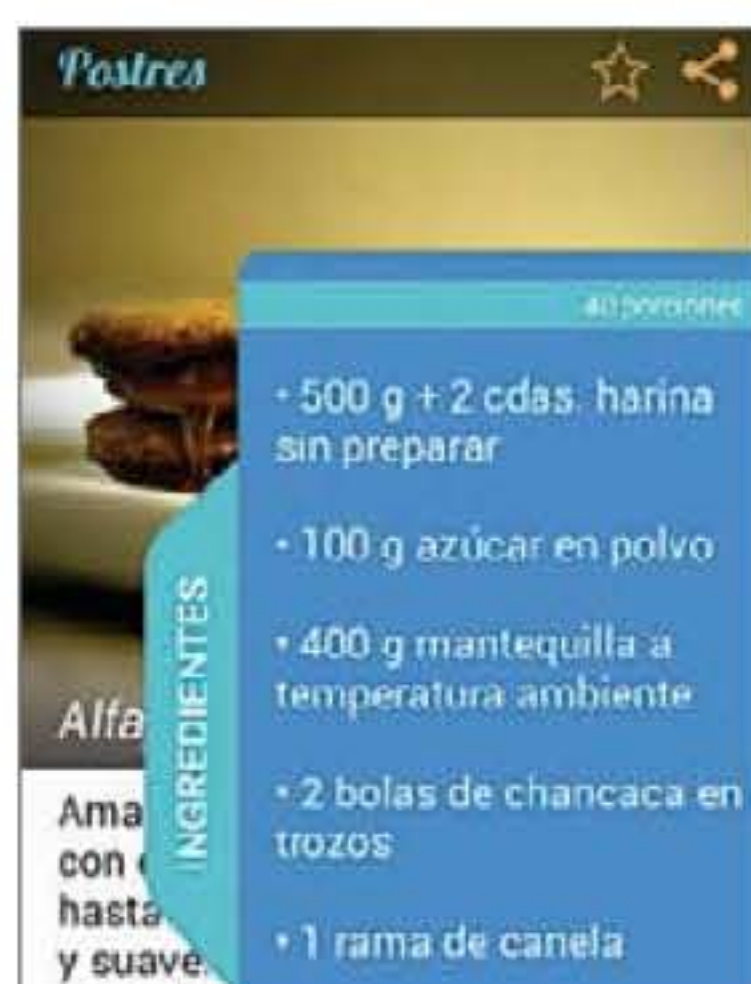 Postres
40 porciones
• 500 g + 2 cdas. harina
sin preparar
• 100 g azúcar en polvo
• 400 g mantequilla a
temperatura ambiente
• 2 bolas de chancaca en
trozos
• 1 rama de canela
INGREDIENTES
Alfa
Ama
con
hasta
y suave.